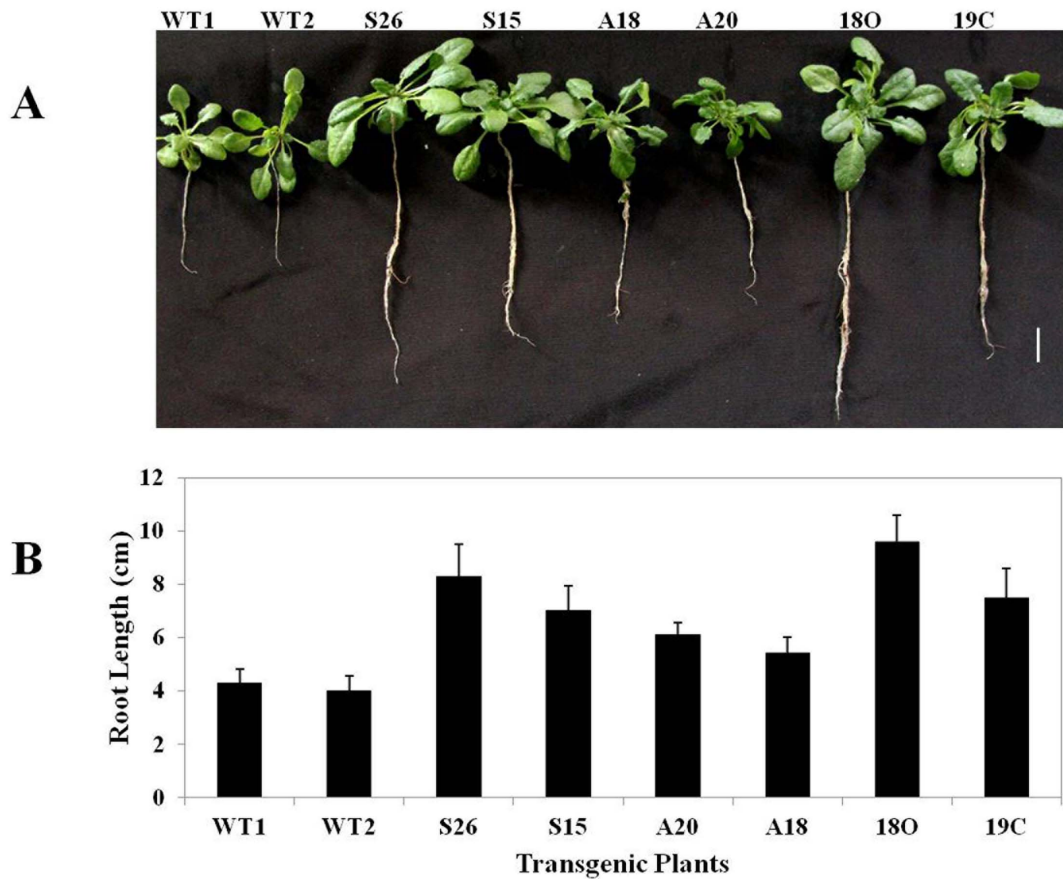 WT1 WT2 S26 S15 A18 A20 18O 19C
A
B
12
10
8
6
4
2
0
Root Length (cm)
WT1 WT2 S26 S15 A20 A18 18O 19C
Transgenic Plants